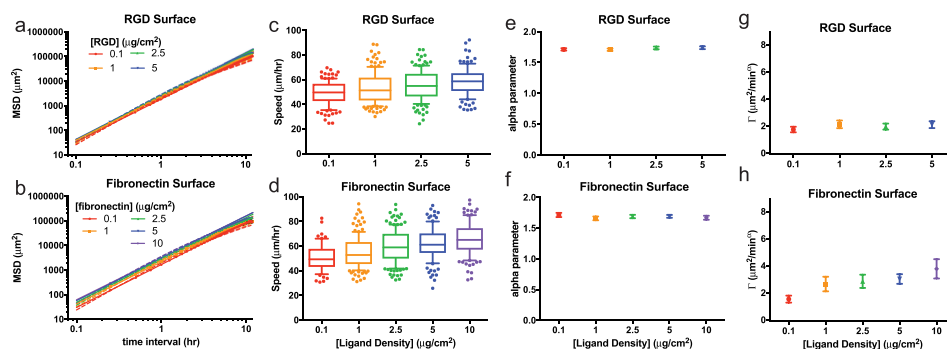 a
RGD Surface
[RGD] (μg/cm²)
0.1
2.5
1
5
MSD (μm²)
1000000
100000
10000
1000
100
10
0.1
1
10
c
RGD Surface
Speed (μm/hr)
100
80
60
40
20
0
0.1
1
2.5
5
e
RGD Surface
alpha parameter
2.0
1.5
1.0
0.5
0.0
0.1
1
2.5
5
g
RGD Surface
Γ (μm²/minᵅ)
8
6
4
2
0
0.1
1
2.5
5
b
Fibronectin Surface
[fibronectin] (μg/cm²)
0.1
2.5
1
5
10
MSD (μm²)
1000000
100000
10000
1000
100
10
0.1
1
10
time interval (hr)
d
Fibronectin Surface
Speed (μm/hr)
100
80
60
40
20
0
0.1
1
2.5
5
10
[Ligand Density] (μg/cm²)
f
Fibronectin Surface
alpha parameter
2.0
1.5
1.0
0.5
0.0
0.1
1
2.5
5
10
[Ligand Density] (μg/cm²)
h
Fibronectin Surface
Γ (μm²/minᵅ)
8
6
4
2
0
0.1
1
2.5
5
10
[Ligand Density] (μg/cm²)